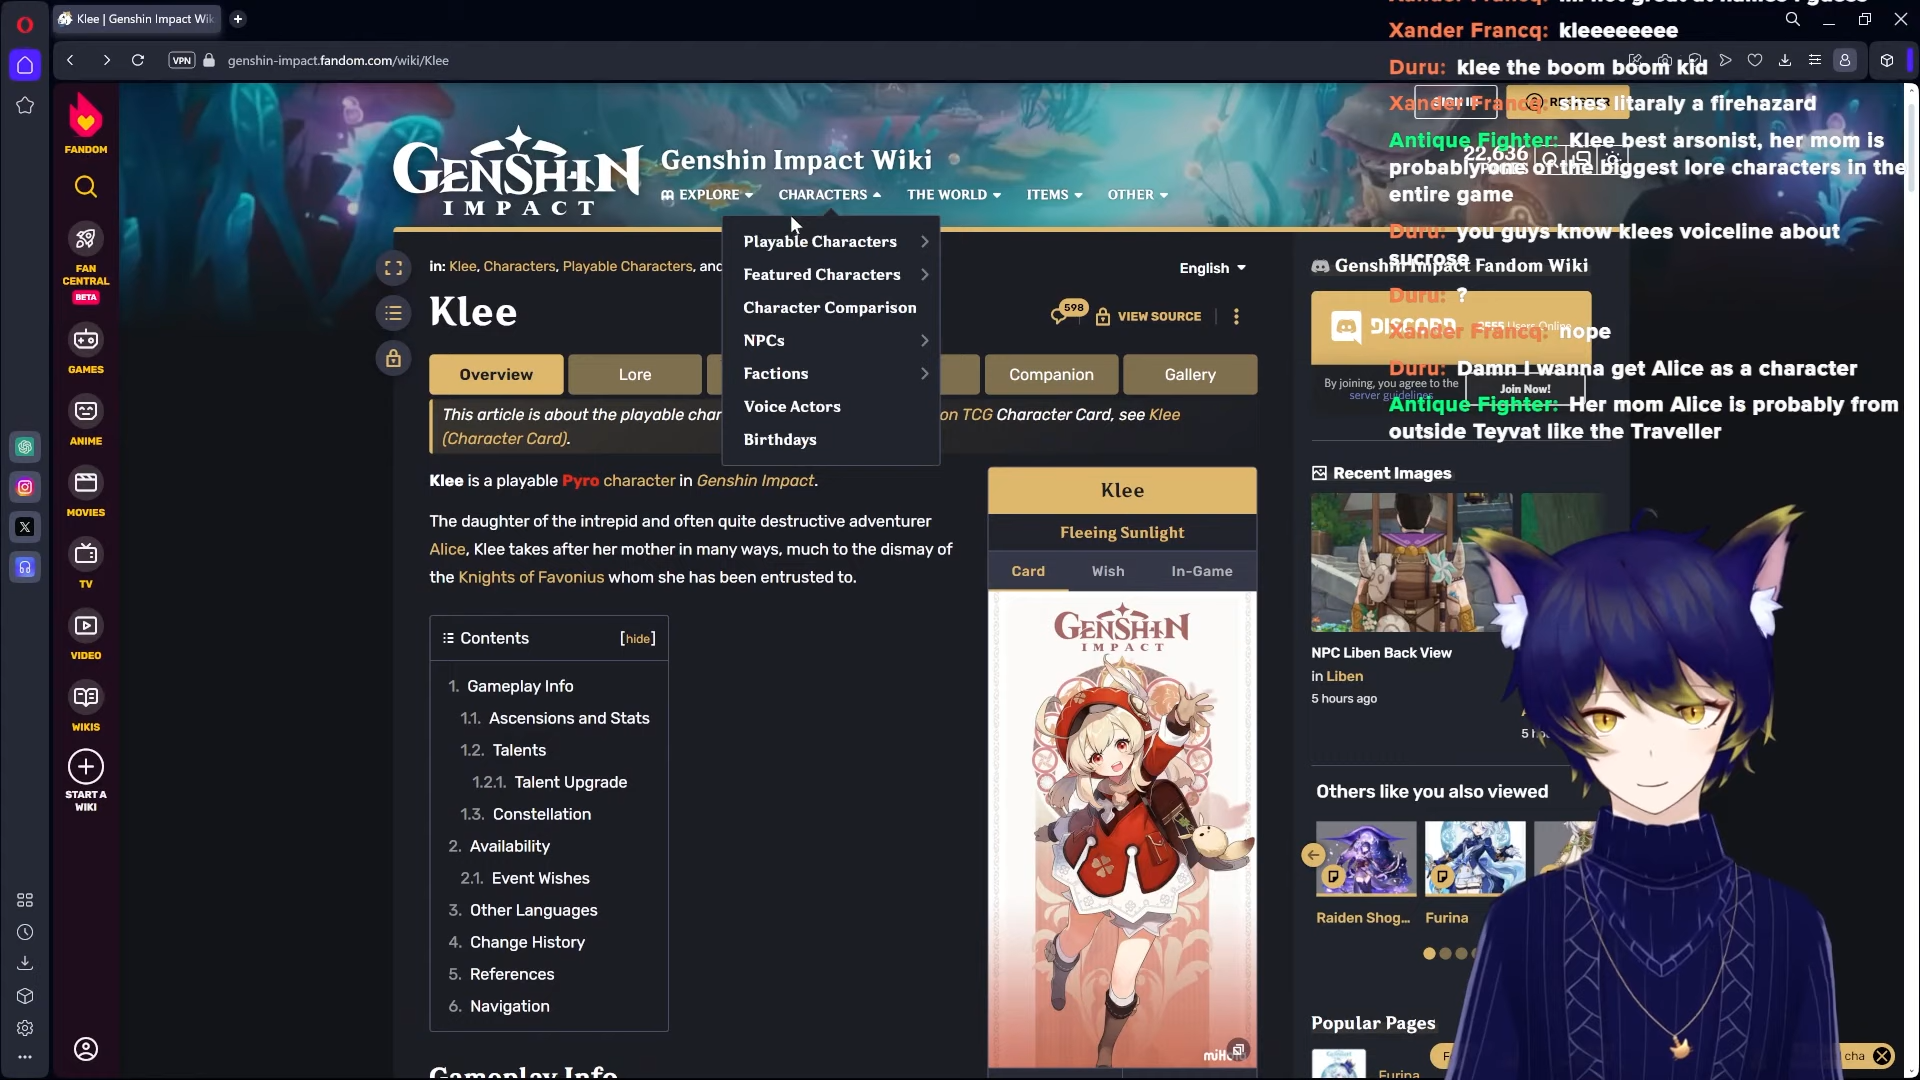 Klee | Genshin Impact Wik
VPN
genshin-impact.fandom.com/wiki/Klee
FANDOM
FAN CENTRAL
BETA
GAMES
ANIME
MOVIES
TV
VIDEO
WIKIS
START A WIKI
GENSHIN IMPACT
Genshin Impact Wiki
EXPLORE
CHARACTERS
THE WORLD
ITEMS
OTHER
22,636
PAGES
Playable Characters
Featured Characters
Character Comparison
NPCs
Factions
Voice Actors
Birthdays
in: Klee, Characters, Playable Characters, and
English
Klee
598
VIEW SOURCE
Overview
Lore
Companion
Gallery
This article is about the playable char
on TCG Character Card, see Klee
(Character Card).
Klee is a playable Pyro character in Genshin Impact.
The daughter of the intrepid and often quite destructive adventurer
Alice, Klee takes after her mother in many ways, much to the dismay of
the Knights of Favonius whom she has been entrusted to.
Contents [hide]
1. Gameplay Info
1.1. Ascensions and Stats
1.2. Talents
1.2.1. Talent Upgrade
1.3. Constellation
2. Availability
2.1. Event Wishes
3. Other Languages
4. Change History
5. References
6. Navigation
Gameplay Info
Klee
Fleeing Sunlight
Card
Wish
In-Game
GENSHIN IMPACT
Xander Francq: kleeeeeeee
Duru: klee the boom boom kid
Xander Francq: shes litaraly a firehazard
Antique Fighter: Klee best arsonist, her mom is
probably one of the biggest lore characters in the
entire game
Duru: you guys know klees voiceline about
sucrose
Duru: ?
Xander Francq: nope
Duru: Damn I wanna get Alice as a character
Antique Fighter: Her mom Alice is probably from
outside Teyvat like the Traveller
Genshin Impact Fandom Wiki
DISCORD
Users Online
By joining, you agree to the
server guidelines.
Join Now!
Recent Images
NPC Liben Back View
in Liben
5 hours ago
Others like you also viewed
Raiden Shog...
Furina
Popular Pages
Furina
cha